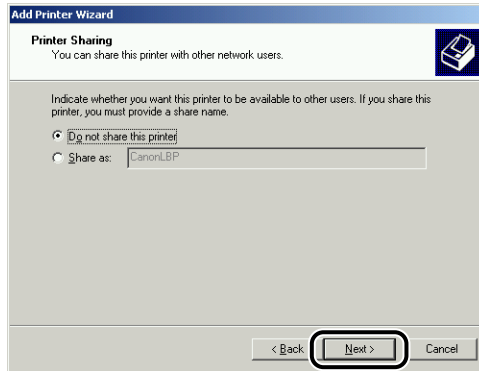 Add Printer Wizard
Printer Sharing
You can share this printer with other network users.
Indicate whether you want this printer to be available to other users. If you share this
printer, you must provide a share name.
Do not share this printer
Share as: CanonLBP
< Back Next > Cancel